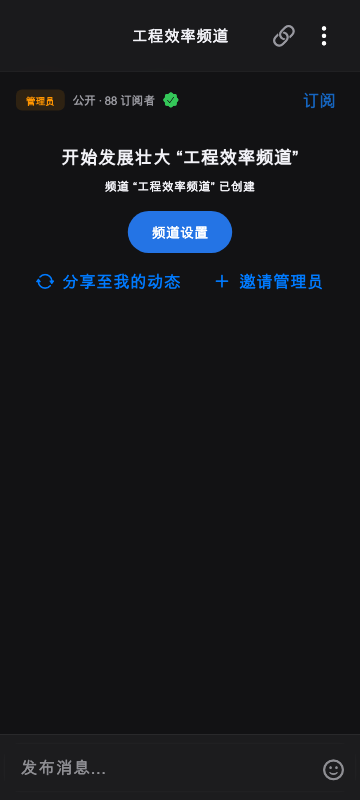 工程效率频道
管理员 公开 · 88 订阅者 订阅
开始发展壮大 “工程效率频道”
频道 “工程效率频道” 已创建
频道设置
分享至我的动态 邀请管理员
发布消息...